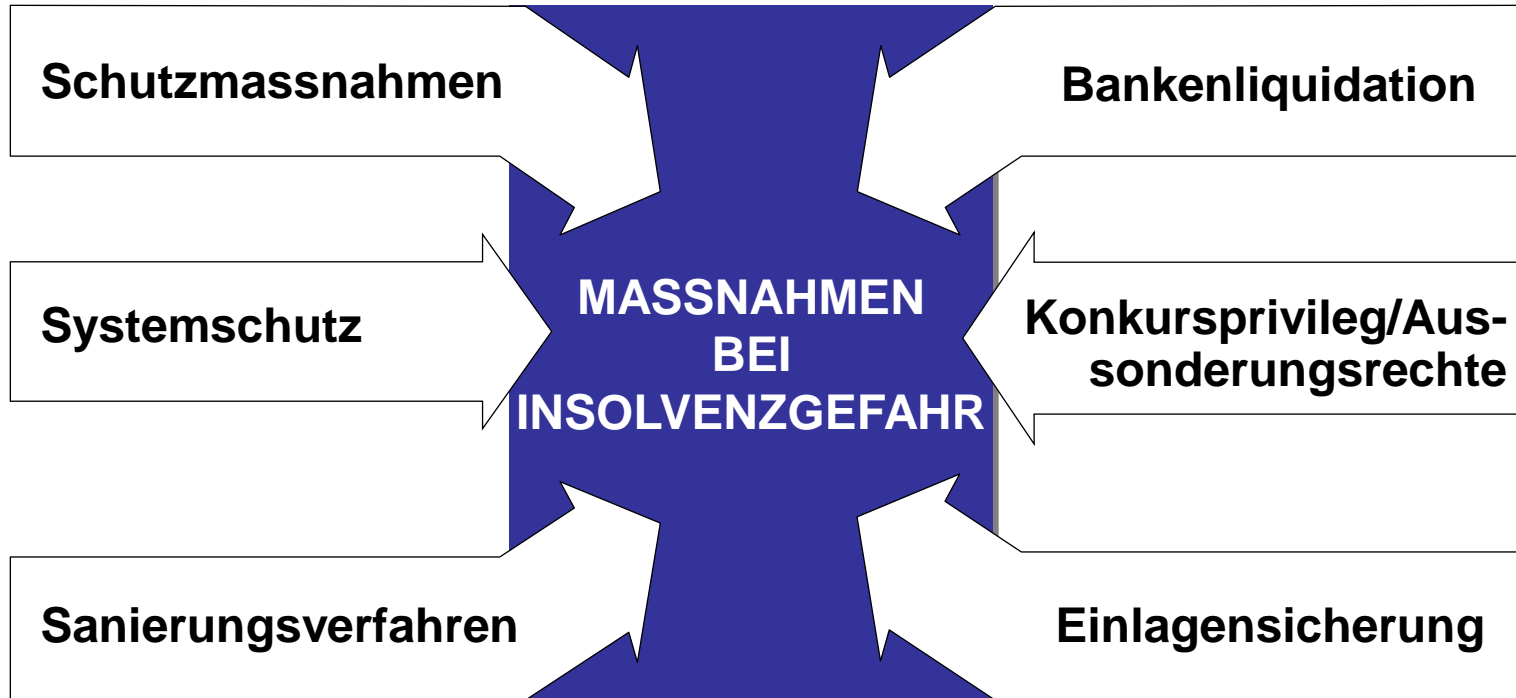 Schutzmassnahmen
Bankenliquidation
Systemschutz
MASSNAHMEN
BEI
INSOLVENZGEFAHR
Konkursprivileg/Aus-
sonderungsrechte
Sanierungsverfahren
Einlagensicherung